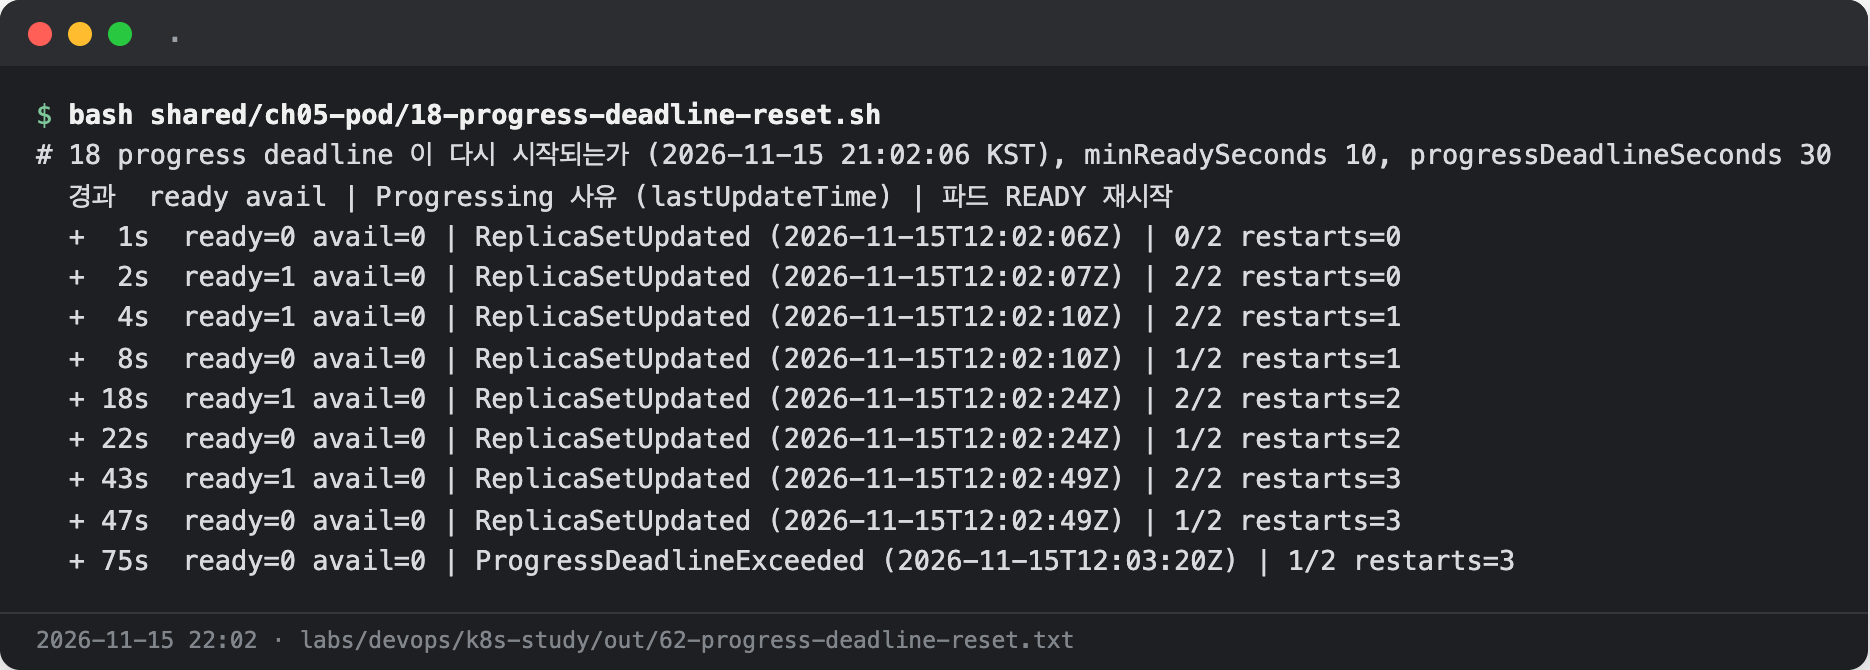 .
$ bash shared/ch05-pod/18-progress-deadline-reset.sh
# 18 progress deadline 이 다시 시작되는가 (2026-11-15 21:02:06 KST), minReadySeconds 10, progressDeadlineSeconds 30
경과  ready avail | Progressing 사유 (lastUpdateTime) | 파드 READY 재시작
+  1s  ready=0 avail=0 | ReplicaSetUpdated (2026-11-15T12:02:06Z) | 0/2 restarts=0
+  2s  ready=1 avail=0 | ReplicaSetUpdated (2026-11-15T12:02:07Z) | 2/2 restarts=0
+  4s  ready=1 avail=0 | ReplicaSetUpdated (2026-11-15T12:02:10Z) | 2/2 restarts=1
+  8s  ready=0 avail=0 | ReplicaSetUpdated (2026-11-15T12:02:10Z) | 1/2 restarts=1
+ 18s  ready=1 avail=0 | ReplicaSetUpdated (2026-11-15T12:02:24Z) | 2/2 restarts=2
+ 22s  ready=0 avail=0 | ReplicaSetUpdated (2026-11-15T12:02:24Z) | 1/2 restarts=2
+ 43s  ready=1 avail=0 | ReplicaSetUpdated (2026-11-15T12:02:49Z) | 2/2 restarts=3
+ 47s  ready=0 avail=0 | ReplicaSetUpdated (2026-11-15T12:02:49Z) | 1/2 restarts=3
+ 75s  ready=0 avail=0 | ProgressDeadlineExceeded (2026-11-15T12:03:20Z) | 1/2 restarts=3
2026-11-15 22:02 · labs/devops/k8s-study/out/62-progress-deadline-reset.txt